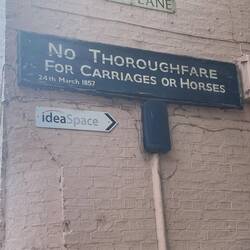 LANE
No Thoroughfare
For Carriages or Horses
24th March 1857
ideaSpace